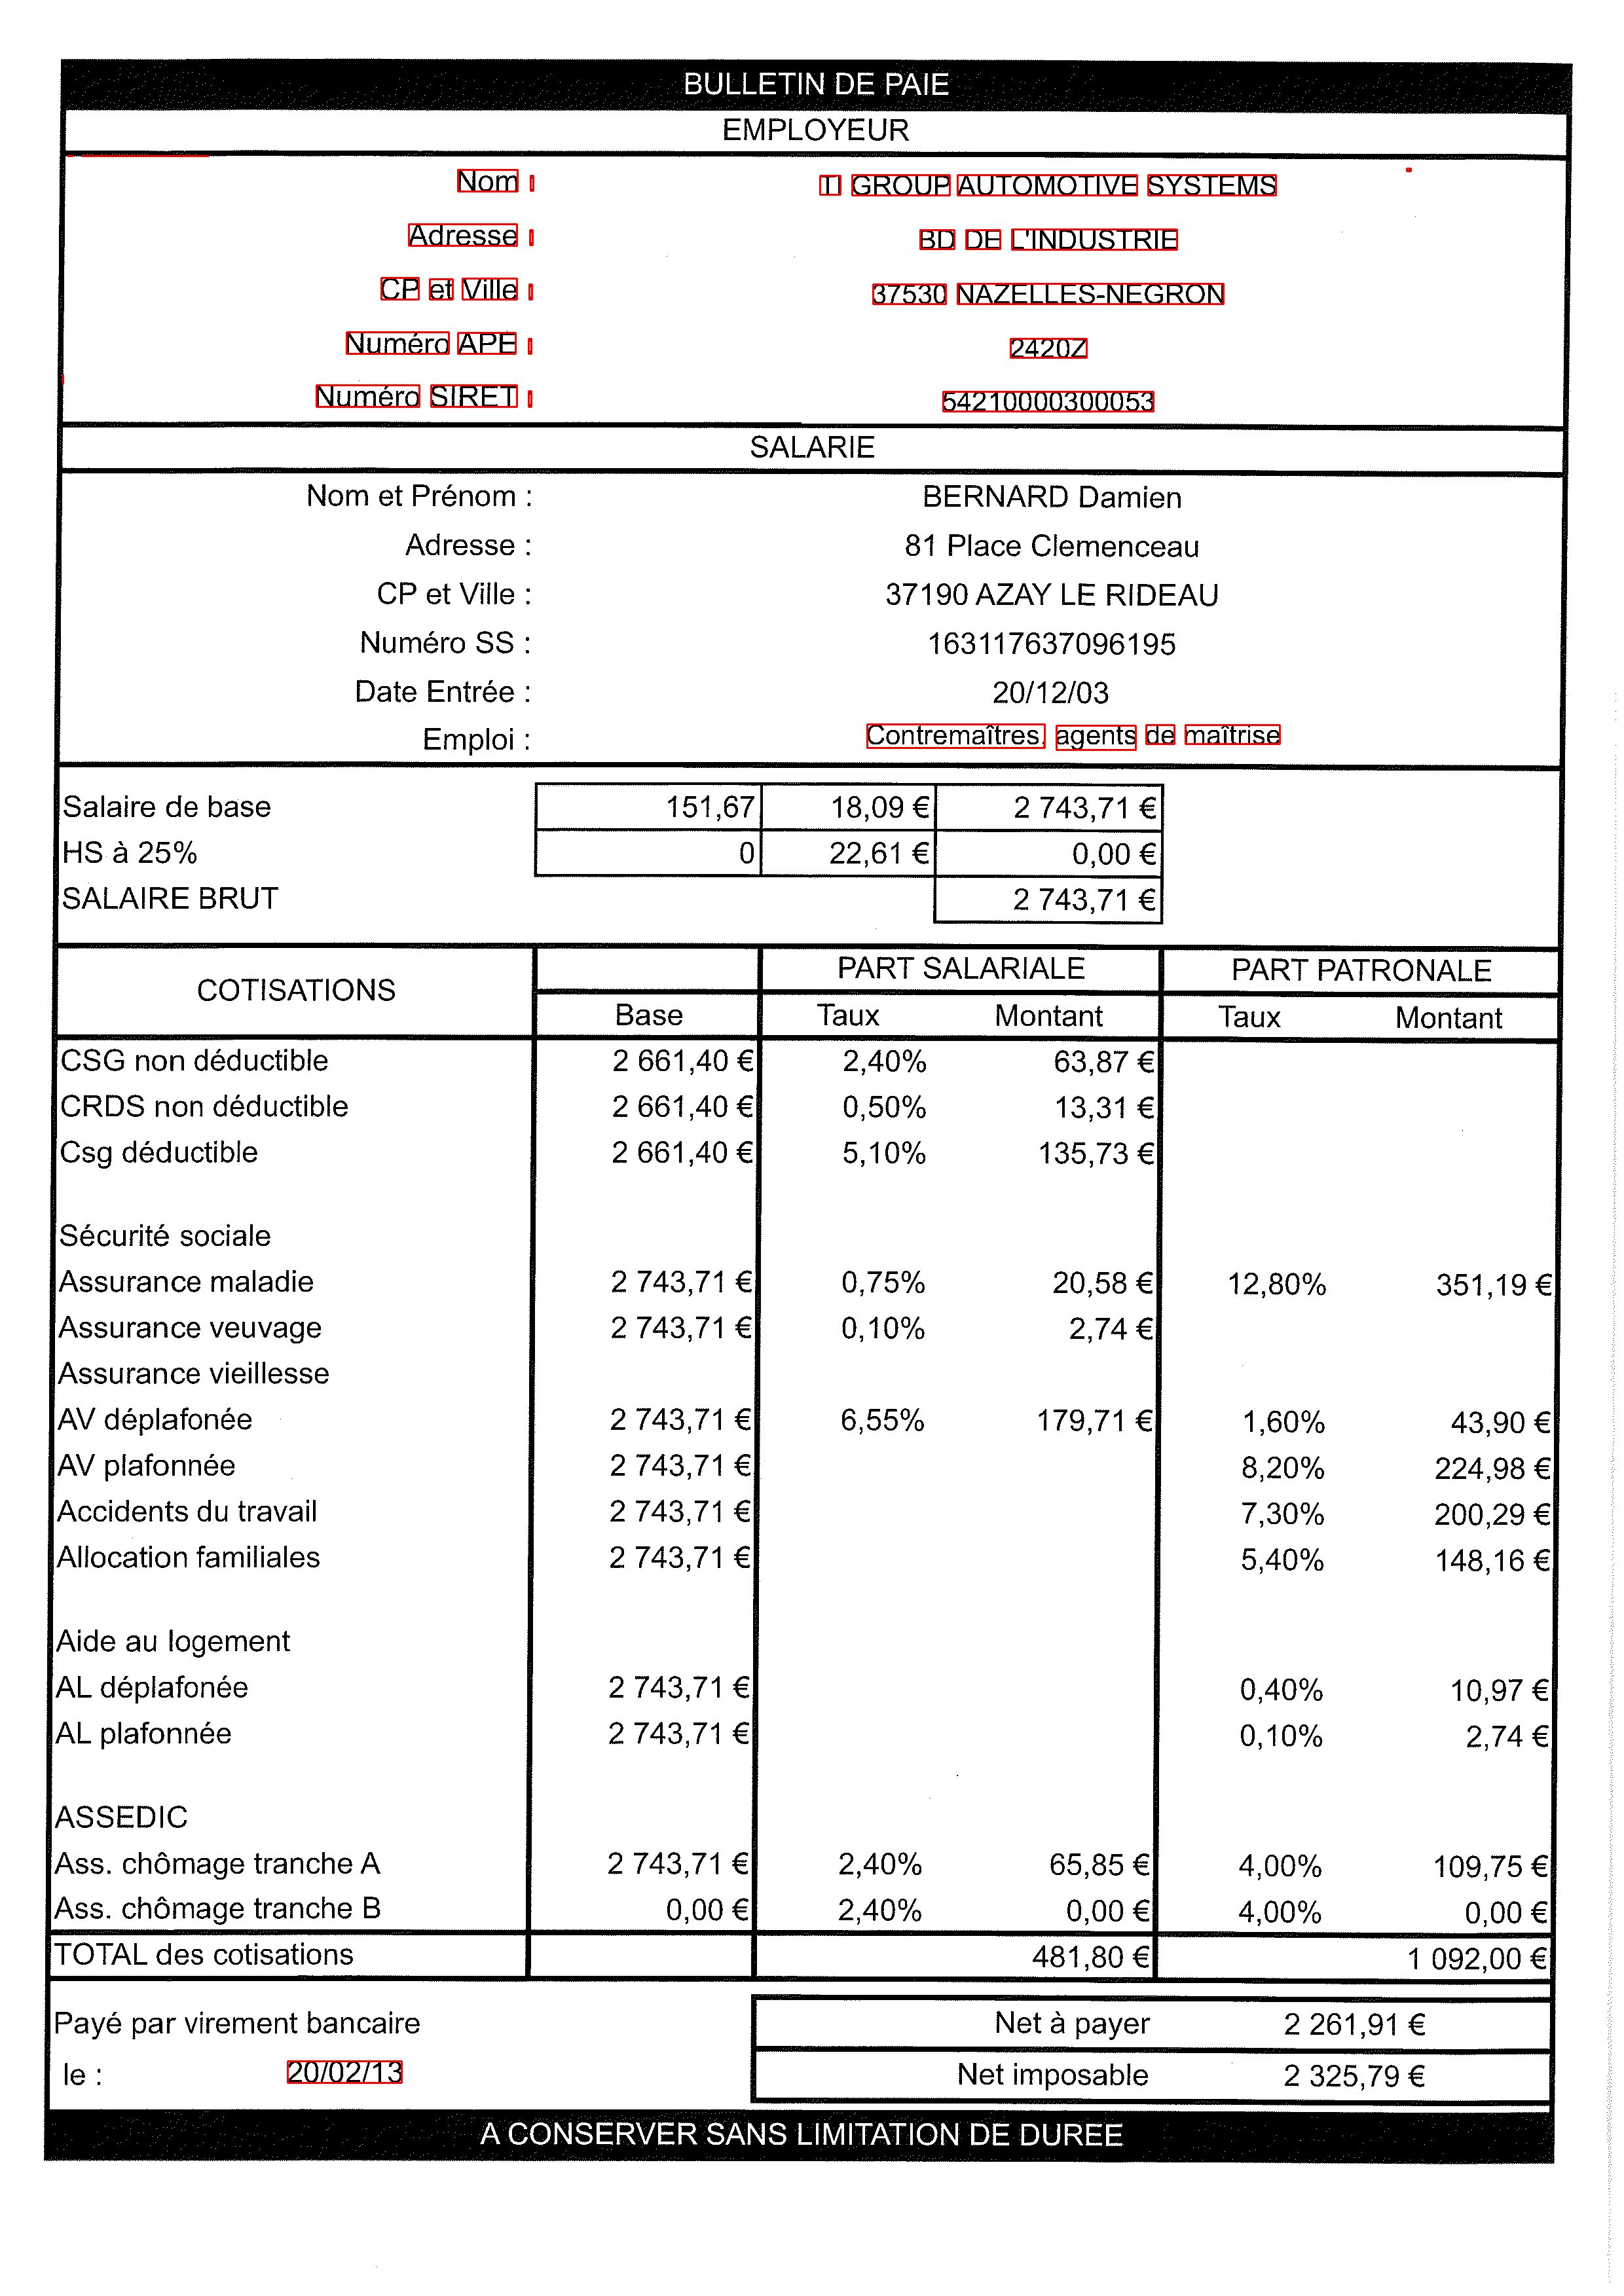 BULLETIN DE PAIE
EMPLOYEUR
Nom : TI GROUP AUTOMOTIVE SYSTEMS
Adresse : BD DE L'INDUSTRIE
CP et Ville : 37530 NAZELLES-NEGRON
Numéro APE : 2420Z
Numéro SIRET : 54210000300053
SALARIE
Nom et Prénom : BERNARD Damien
Adresse : 81 Place Clemenceau
CP et Ville : 37190 AZAY LE RIDEAU
Numéro SS : 163117637096195
Date Entrée : 20/12/03
Emploi : Contremaîtres, agents de maîtrise
Salaire de base 151,67 18,09 € 2 743,71 €
HS à 25% 0 22,61 € 0,00 €
SALAIRE BRUT 2 743,71 €
COTISATIONS PART SALARIALE PART PATRONALE
Base Taux Montant Taux Montant
CSG non déductible 2 661,40 € 2,40% 63,87 €
CRDS non déductible 2 661,40 € 0,50% 13,31 €
Csg déductible 2 661,40 € 5,10% 135,73 €
Sécurité sociale
Assurance maladie 2 743,71 € 0,75% 20,58 € 12,80% 351,19 €
Assurance veuvage 2 743,71 € 0,10% 2,74 €
Assurance vieillesse
AV déplafonée 2 743,71 € 6,55% 179,71 € 1,60% 43,90 €
AV plafonnée 2 743,71 € 8,20% 224,98 €
Accidents du travail 2 743,71 € 7,30% 200,29 €
Allocation familiales 2 743,71 € 5,40% 148,16 €
Aide au logement
AL déplafonée 2 743,71 € 0,40% 10,97 €
AL plafonnée 2 743,71 € 0,10% 2,74 €
ASSEDIC
Ass. chômage tranche A 2 743,71 € 2,40% 65,85 € 4,00% 109,75 €
Ass. chômage tranche B 0,00 € 2,40% 0,00 € 4,00% 0,00 €
TOTAL des cotisations 481,80 € 1 092,00 €
Payé par virement bancaire Net à payer 2 261,91 €
le : 20/02/13 Net imposable 2 325,79 €
A CONSERVER SANS LIMITATION DE DUREE